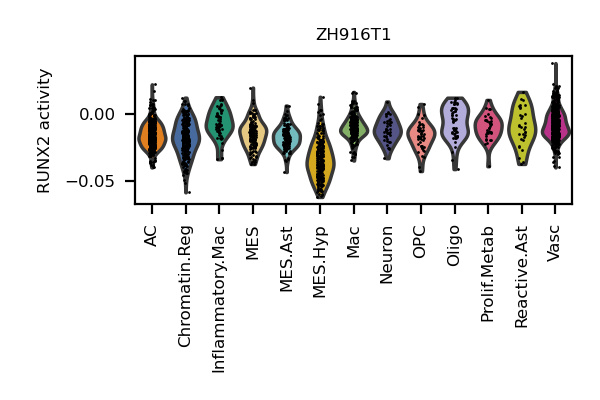 ZH916T1
RUNX2 activity
0.00
−0.05
AC
Chromatin.Reg
Inflammatory.Mac
MES
MES.Ast
MES.Hyp
Mac
Neuron
OPC
Oligo
Prolif.Metab
Reactive.Ast
Vasc